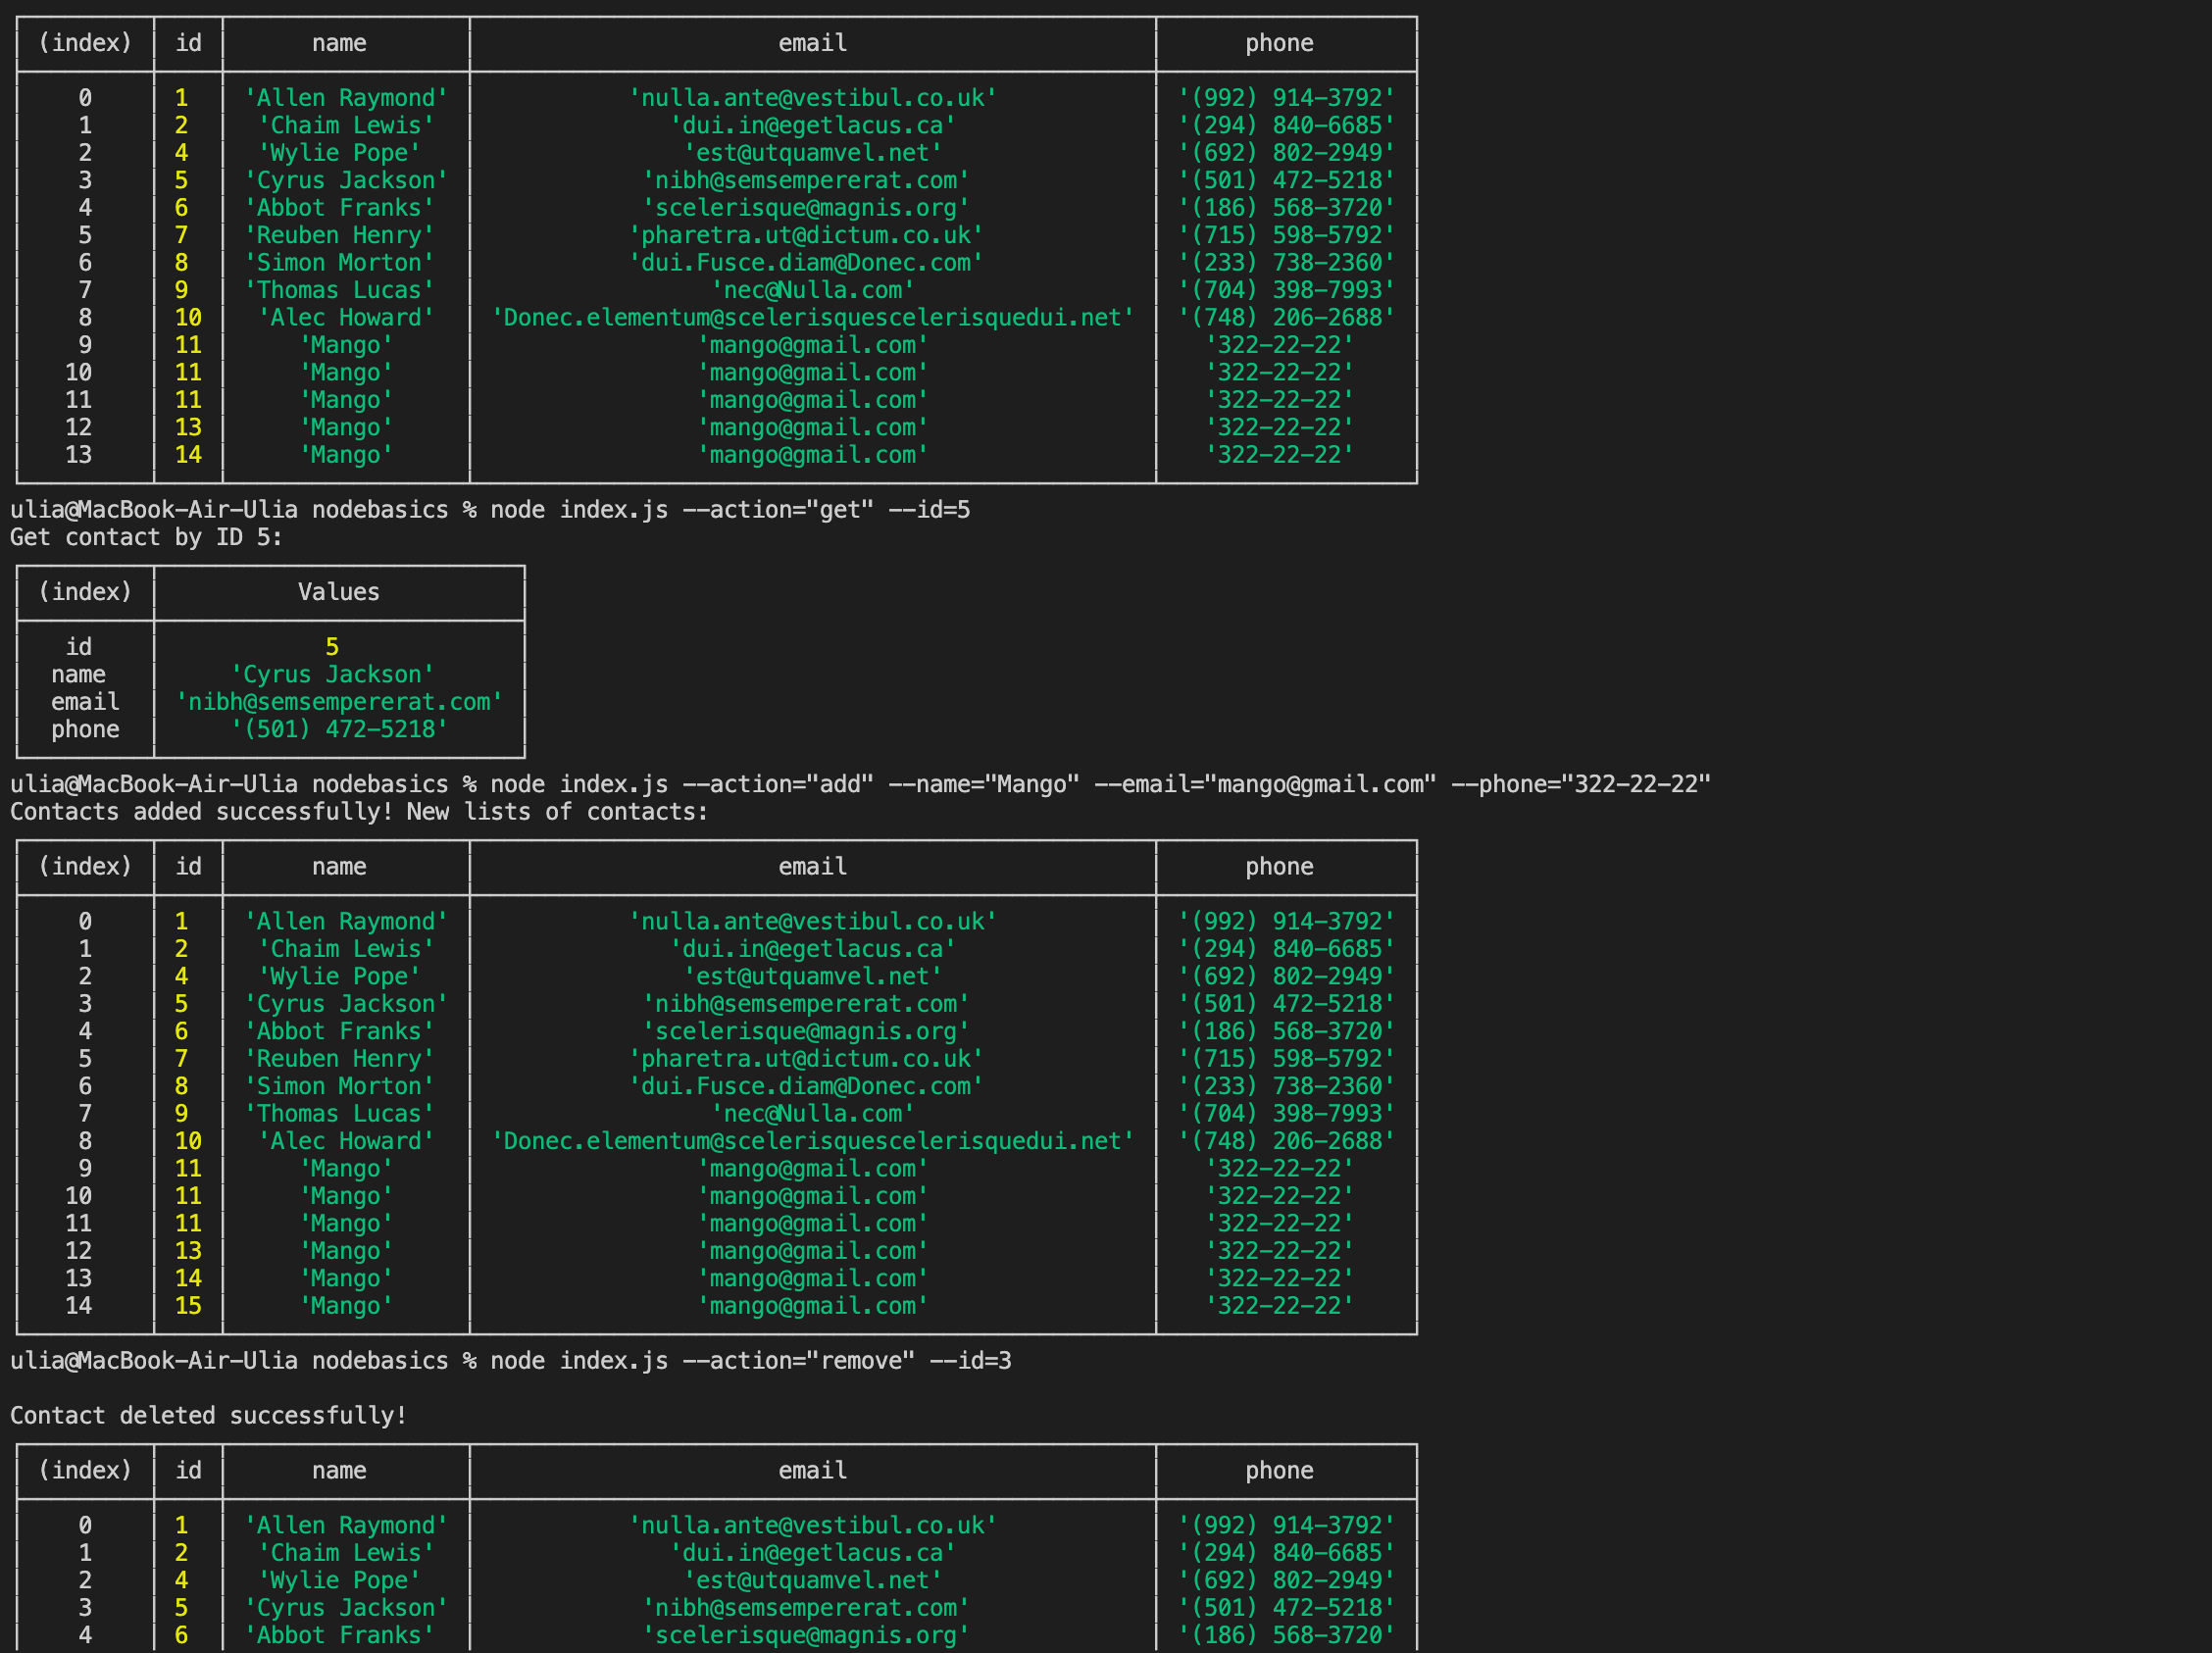 (index) id name email phone
0 1 'Allen Raymond' 'nulla.ante@vestibul.co.uk' '(992) 914-3792'
1 2 'Chaim Lewis' 'dui.in@egetlacus.ca' '(294) 840-6685'
2 4 'Wylie Pope' 'est@utquamvel.net' '(692) 802-2949'
3 5 'Cyrus Jackson' 'nibh@semsempererat.com' '(501) 472-5218'
4 6 'Abbot Franks' 'scelerisque@magnis.org' '(186) 568-3720'
5 7 'Reuben Henry' 'pharetra.ut@dictum.co.uk' '(715) 598-5792'
6 8 'Simon Morton' 'dui.Fusce.diam@Donec.com' '(233) 738-2360'
7 9 'Thomas Lucas' 'nec@Nulla.com' '(704) 398-7993'
8 10 'Alec Howard' 'Donec.elementum@scelerisquescelerisquedui.net' '(748) 206-2688'
9 11 'Mango' 'mango@gmail.com' '322-22-22'
10 11 'Mango' 'mango@gmail.com' '322-22-22'
11 11 'Mango' 'mango@gmail.com' '322-22-22'
12 13 'Mango' 'mango@gmail.com' '322-22-22'
13 14 'Mango' 'mango@gmail.com' '322-22-22'
ulia@MacBook-Air-Ulia nodebasics % node index.js --action="get" --id=5
Get contact by ID 5:
(index) Values
id 5
name 'Cyrus Jackson'
email 'nibh@semsempererat.com'
phone '(501) 472-5218'
ulia@MacBook-Air-Ulia nodebasics % node index.js --action="add" --name="Mango" --email="mango@gmail.com" --phone="322-22-22"
Contacts added successfully! New lists of contacts:
(index) id name email phone
0 1 'Allen Raymond' 'nulla.ante@vestibul.co.uk' '(992) 914-3792'
1 2 'Chaim Lewis' 'dui.in@egetlacus.ca' '(294) 840-6685'
2 4 'Wylie Pope' 'est@utquamvel.net' '(692) 802-2949'
3 5 'Cyrus Jackson' 'nibh@semsempererat.com' '(501) 472-5218'
4 6 'Abbot Franks' 'scelerisque@magnis.org' '(186) 568-3720'
5 7 'Reuben Henry' 'pharetra.ut@dictum.co.uk' '(715) 598-5792'
6 8 'Simon Morton' 'dui.Fusce.diam@Donec.com' '(233) 738-2360'
7 9 'Thomas Lucas' 'nec@Nulla.com' '(704) 398-7993'
8 10 'Alec Howard' 'Donec.elementum@scelerisquescelerisquedui.net' '(748) 206-2688'
9 11 'Mango' 'mango@gmail.com' '322-22-22'
10 11 'Mango' 'mango@gmail.com' '322-22-22'
11 11 'Mango' 'mango@gmail.com' '322-22-22'
12 13 'Mango' 'mango@gmail.com' '322-22-22'
13 14 'Mango' 'mango@gmail.com' '322-22-22'
14 15 'Mango' 'mango@gmail.com' '322-22-22'
ulia@MacBook-Air-Ulia nodebasics % node index.js --action="remove" --id=3
Contact deleted successfully!
(index) id name email phone
0 1 'Allen Raymond' 'nulla.ante@vestibul.co.uk' '(992) 914-3792'
1 2 'Chaim Lewis' 'dui.in@egetlacus.ca' '(294) 840-6685'
2 4 'Wylie Pope' 'est@utquamvel.net' '(692) 802-2949'
3 5 'Cyrus Jackson' 'nibh@semsempererat.com' '(501) 472-5218'
4 6 'Abbot Franks' 'scelerisque@magnis.org' '(186) 568-3720'